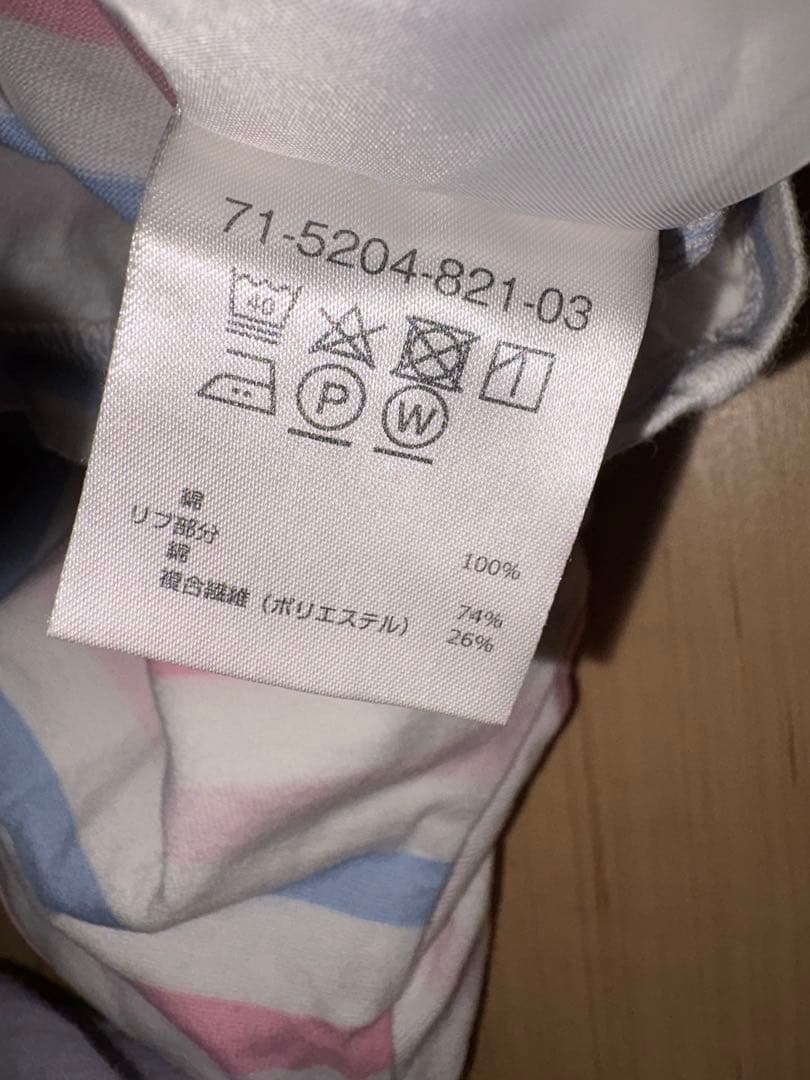 71-5204-821-03
40
P W
綿 100%
リブ部分
綿 74%
複合繊維（ポリエステル） 26%